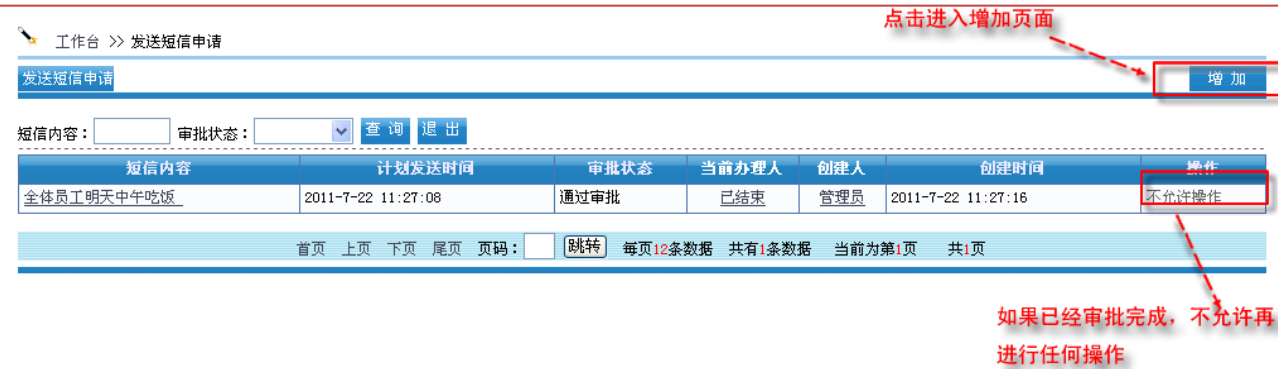 点击进入增加页面
工作台 >> 发送短信申请
发送短信申请 增 加
短信内容： 审批状态： 查 询 退 出
短信内容 计划发送时间 审批状态 当前办理人 创建人 创建时间 操作
全体员工明天中午吃饭 2011-7-22 11:27:08 通过审批 已结束 管理员 2011-7-22 11:27:16 不允许操作
首页 上页 下页 尾页 页码： 跳转 每页12条数据 共有1条数据 当前为第1页 共1页
如果已经审批完成，不允许再
进行任何操作